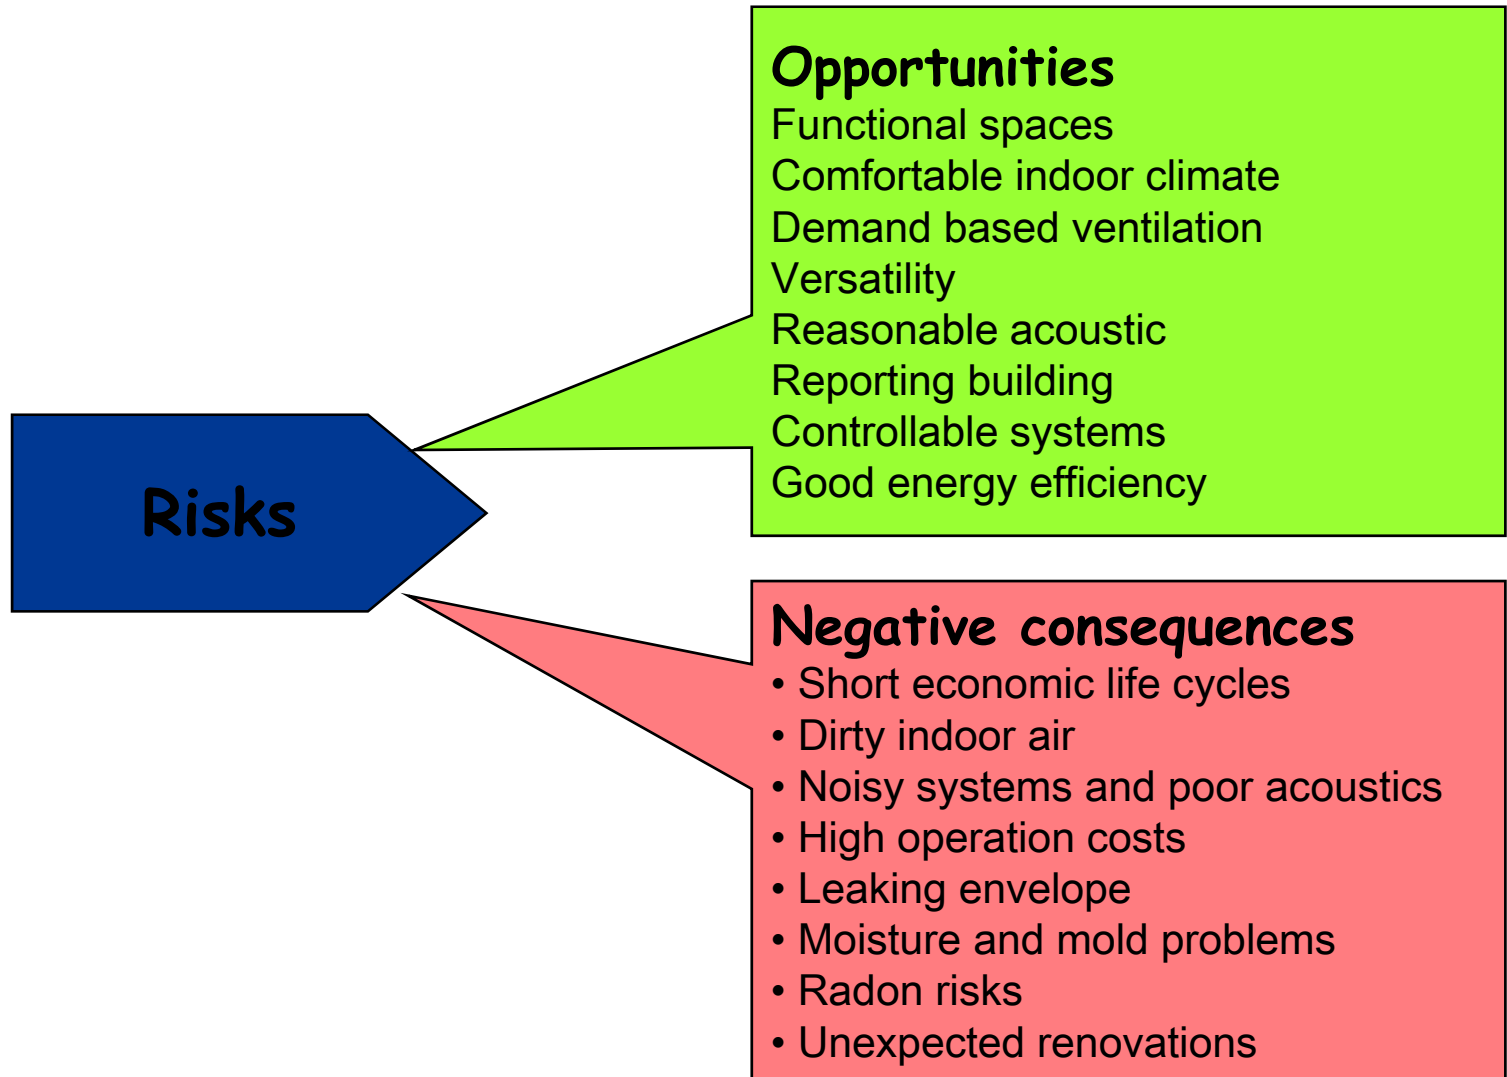 Opportunities
Functional spaces
Comfortable indoor climate
Demand based ventilation
Versatility
Reasonable acoustic
Reporting building
Controllable systems
Good energy efficiency
Risks
Negative consequences
• Short economic life cycles
• Dirty indoor air
• Noisy systems and poor acoustics
• High operation costs
• Leaking envelope
• Moisture and mold problems
• Radon risks
• Unexpected renovations